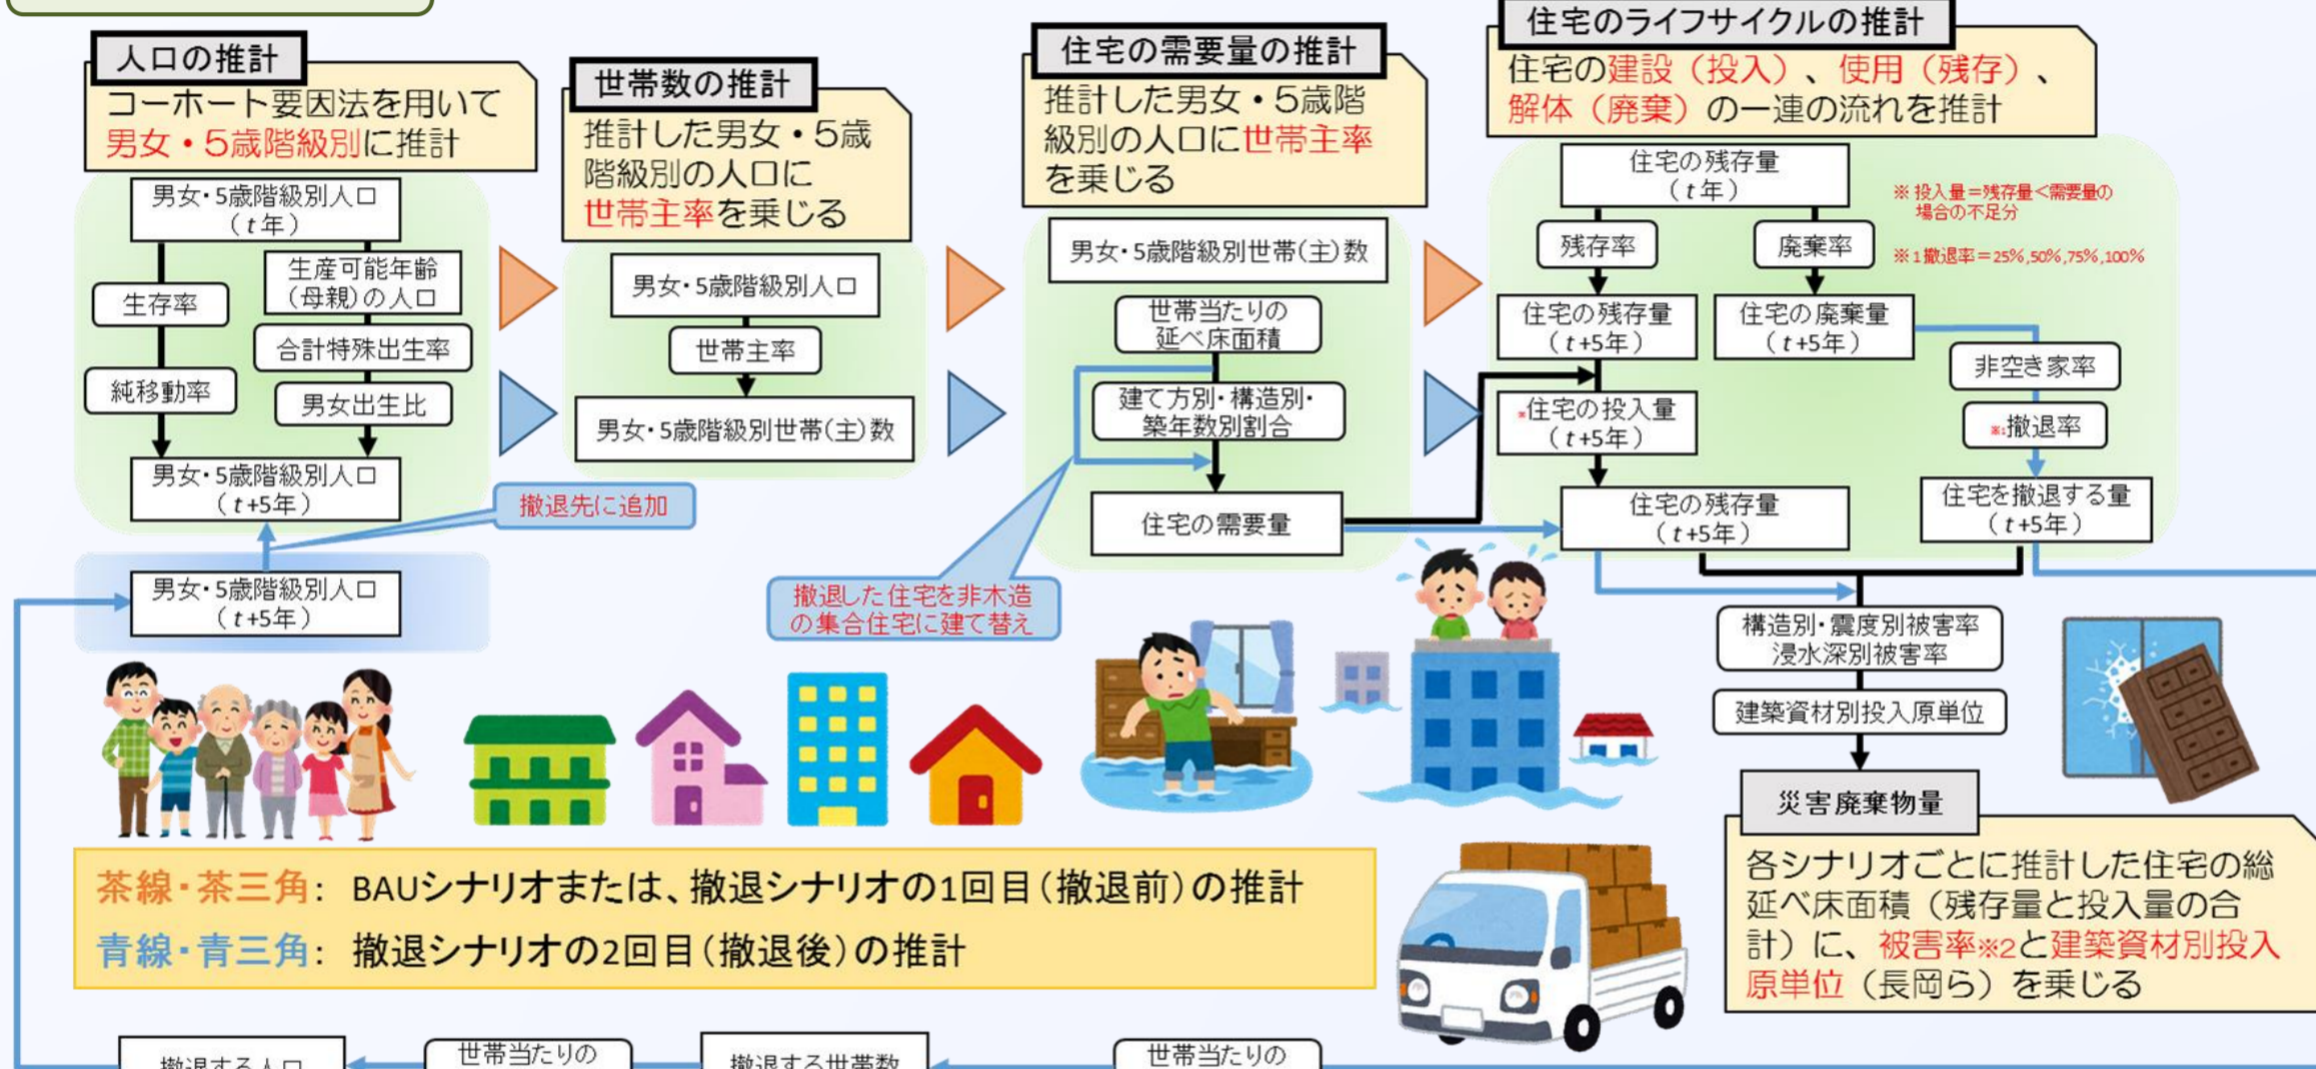 人口の推計
コーホート要因法を用いて
男女・5歳階級別に推計
男女・5歳階級別人口
(t年)
生存率
純移動率
生産可能年齢
(母親)の人口
合計特殊出生率
男女出生比
男女・5歳階級別人口
(t+5年)
撤退先に追加
男女・5歳階級別人口
(t+5年)
世帯数の推計
推計した男女・5歳
階級別の人口に
世帯主率を乗じる
男女・5歳階級別人口
世帯主率
男女・5歳階級別世帯(主)数
住宅の需要量の推計
推計した男女・5歳階
級別の人口に世帯主率
を乗じる
男女・5歳階級別世帯(主)数
世帯当たりの
延べ床面積
建て方別・構造別・
築年数別割合
住宅の需要量
撤退した住宅を非木造
の集合住宅に建て替え
住宅のライフサイクルの推計
住宅の建設(投入)、使用(残存)、
解体(廃棄)の一連の流れを推計
住宅の残存量
(t年)
※投入量=残存量<需要量の
場合の不足分
※1撤退率=25%,50%,75%,100%
残存率
廃棄率
住宅の残存量
(t+5年)
住宅の廃棄量
(t+5年)
※住宅の投入量
(t+5年)
非空き家率
※1撤退率
住宅の残存量
(t+5年)
住宅を撤退する量
(t+5年)
構造別・震度別被害率
浸水深別被害率
建築資材別投入原単位
災害廃棄物量
各シナリオごとに推計した住宅の総
延べ床面積(残存量と投入量の合
計)に、被害率※2と建築資材別投入
原単位(長岡ら)を乗じる
茶線・茶三角: BAUシナリオまたは、撤退シナリオの1回目(撤退前)の推計
青線・青三角: 撤退シナリオの2回目(撤退後)の推計
撤退する人口
世帯当たりの
撤退する世帯数
世帯当たりの